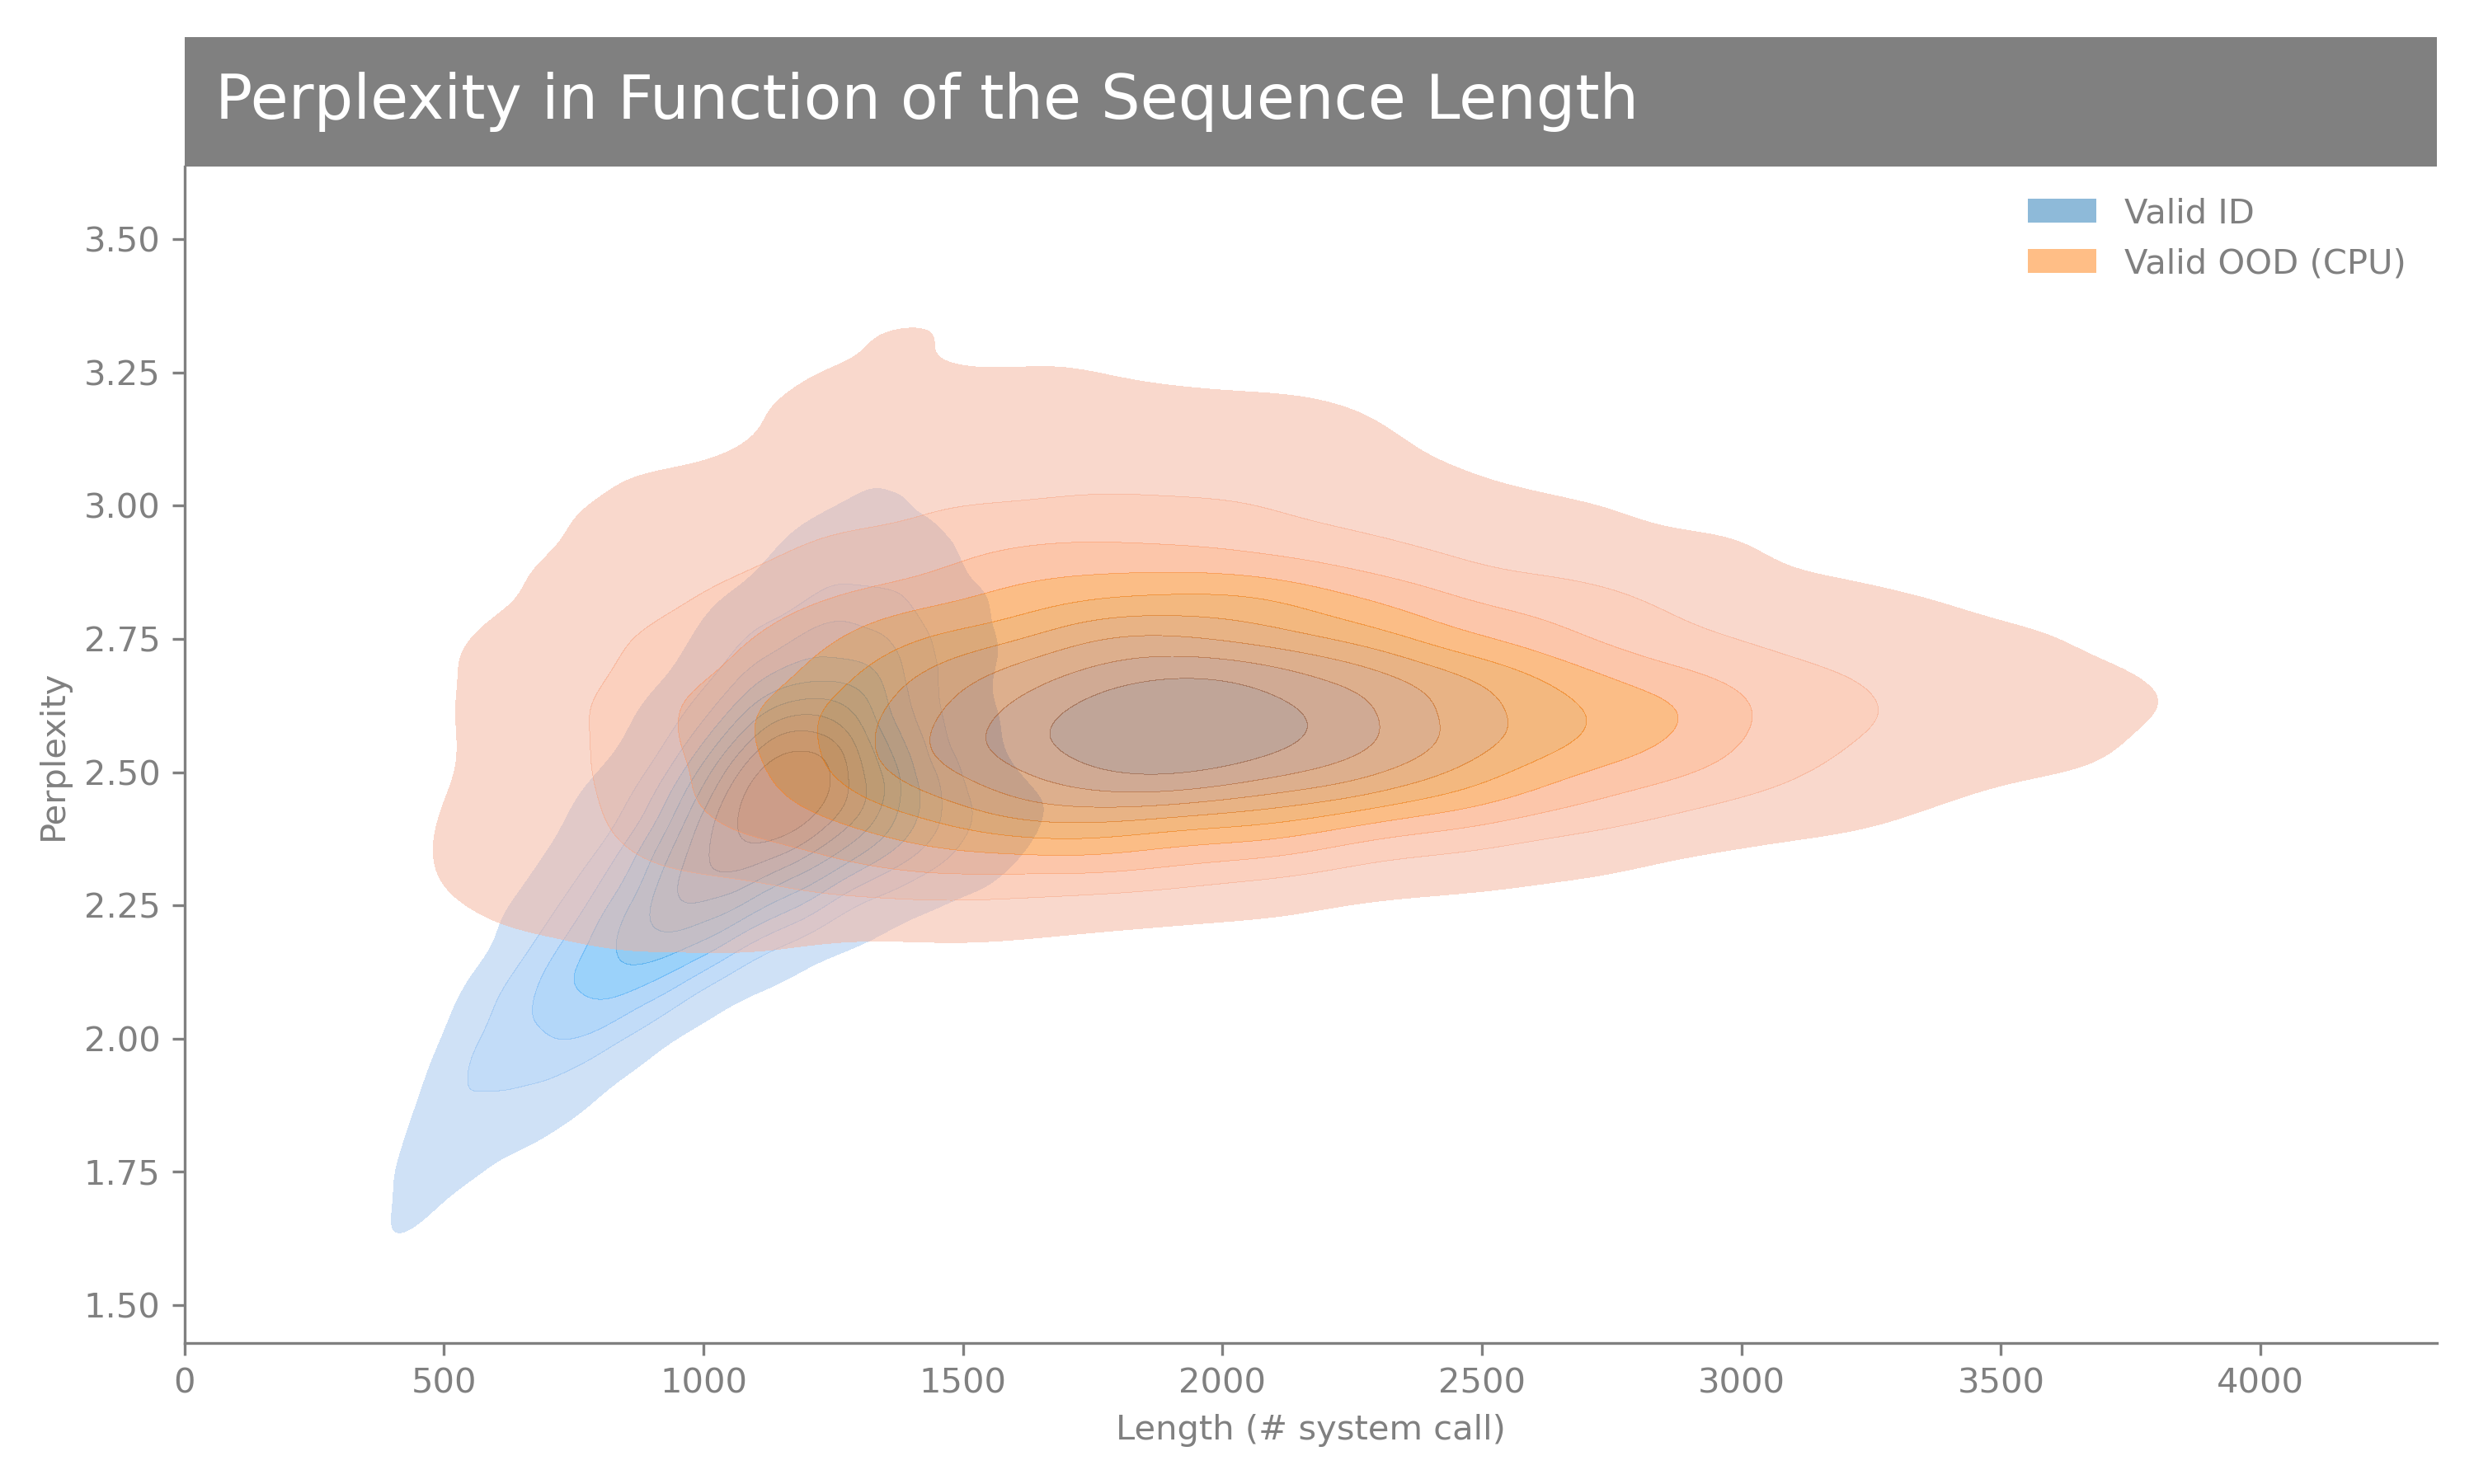 Perplexity in Function of the Sequence Length
Valid ID
Valid OOD (CPU)
3.50
3.25
3.00
2.75
2.50
2.25
2.00
1.75
1.50
Perplexity
0 500 1000 1500 2000 2500 3000 3500 4000
Length (# system call)